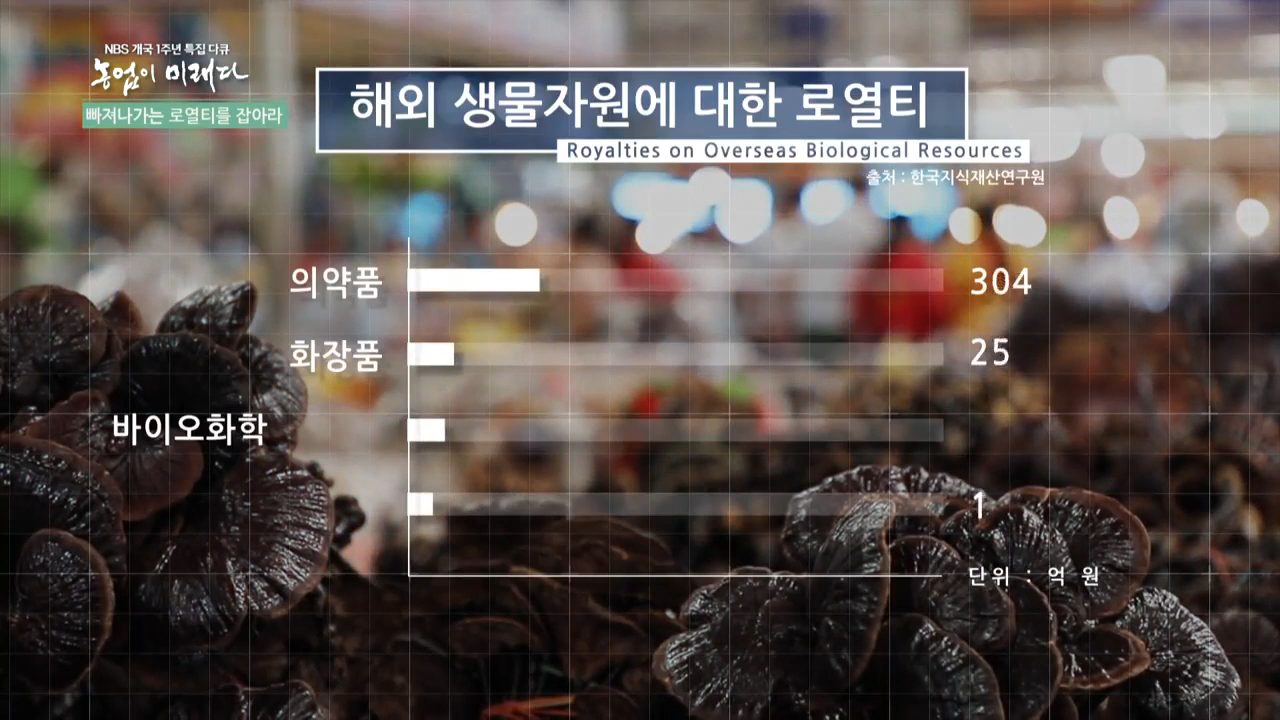 NBS 개국 1주년 특집 다큐
농업이 미래다
빠져나가는 로열티를 잡아라
해외 생물자원에 대한 로열티
Royalties on Overseas Biological Resources
출처 : 한국지식재산연구원
의약품 304
화장품 25
바이오화학
1
단위 : 억 원